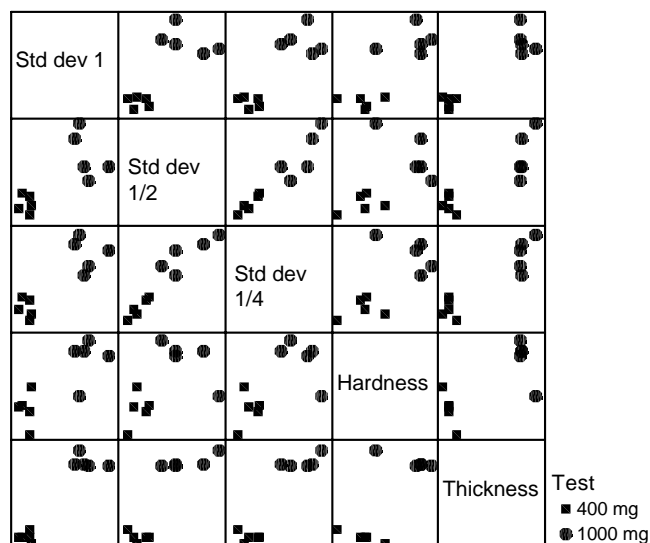 Std dev 1
Std dev
1/2
Std dev
1/4
Hardness
Thickness
Test
400 mg
1000 mg